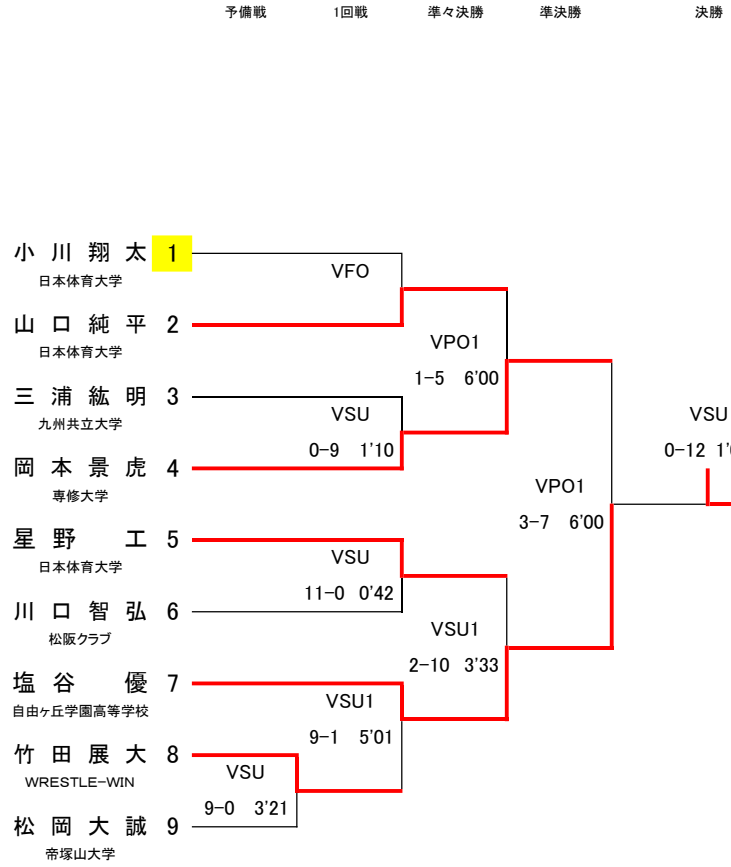 予備戦 1回戦 準々決勝 準決勝 決勝
小川翔太 1
日本体育大学
VFO
山口純平 2
日本体育大学
VPO1
1-5 6'00
三浦紘明 3
九州共立大学
VSU
0-9 1'10
岡本景虎 4
専修大学
VSU
0-12
VPO1
3-7 6'00
星野 工 5
日本体育大学
VSU
11-0 0'42
川口智弘 6
松阪クラブ
VSU1
2-10 3'33
塩谷 優 7
自由ヶ丘学園高等学校
VSU1
9-1 5'01
竹田展大 8
WRESTLE-WIN
VSU
9-0 3'21
松岡大誠 9
帝塚山大学